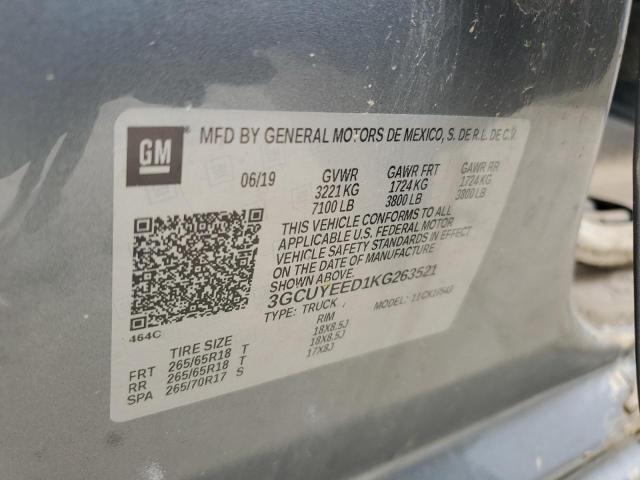 GM
MFD BY GENERAL MOTORS DE MEXICO, S. DE R.L. DE C.V.
06/19 GVWR GAWR FRT GAWR RR
3221 KG 1724 KG 1724 KG
7100 LB 3800 LB 3800 LB
THIS VEHICLE CONFORMS TO ALL
APPLICABLE U.S. FEDERAL MOTOR
VEHICLE SAFETY STANDARDS IN EFFECT
ON THE DATE OF MANUFACTURE
SHOWN ABOVE.
3GCUYEED1KG263521
TYPE: TRUCK MODEL:
464C
TIRE SIZE RIM
FRT 265/65R18 T 18X8.5J
RR 265/65R18 T 18X8.5J
SPA 265/70R17 S 17X8J